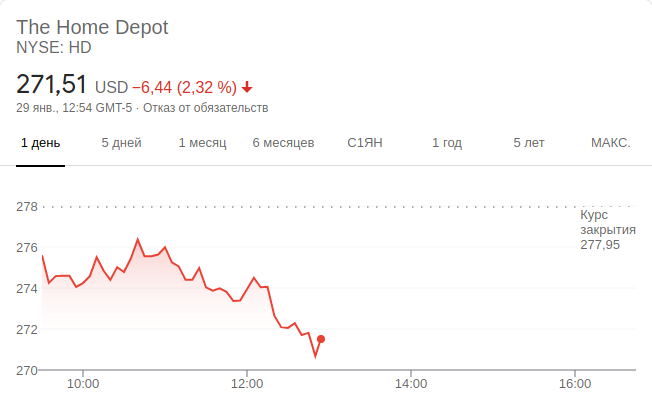 The Home Depot
NYSE: HD
271,51 USD −6,44 (2,32 %)
29 янв., 12:54 GMT-5 · Отказ от обязательств
1 день 5 дней 1 месяц 6 месяцев С1ЯН 1 год 5 лет МАКС.
278
Курс
закрытия
277,95
276
274
272
270
10:00 12:00 14:00 16:00